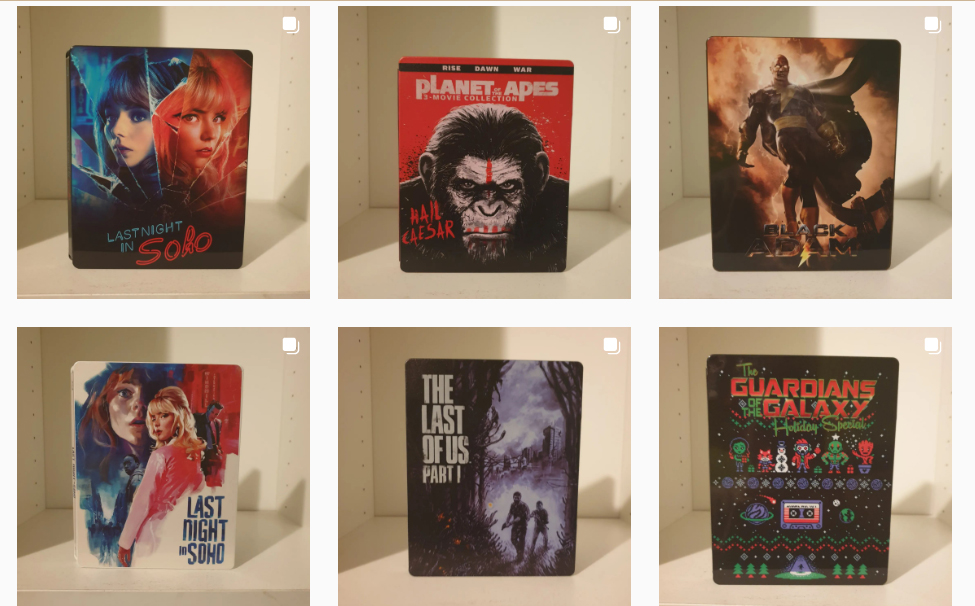 LAST NIGHT
IN SOHO
RISE DAWN WAR
PLANET OF THE APES
3-MOVIE COLLECTION
HAIL
CAESAR
BLACK
ADAM
LAST
NIGHT
in SOHO
THE
LAST
OF US
PART I
The
GUARDIANS
OF THE GALAXY
Holiday Special